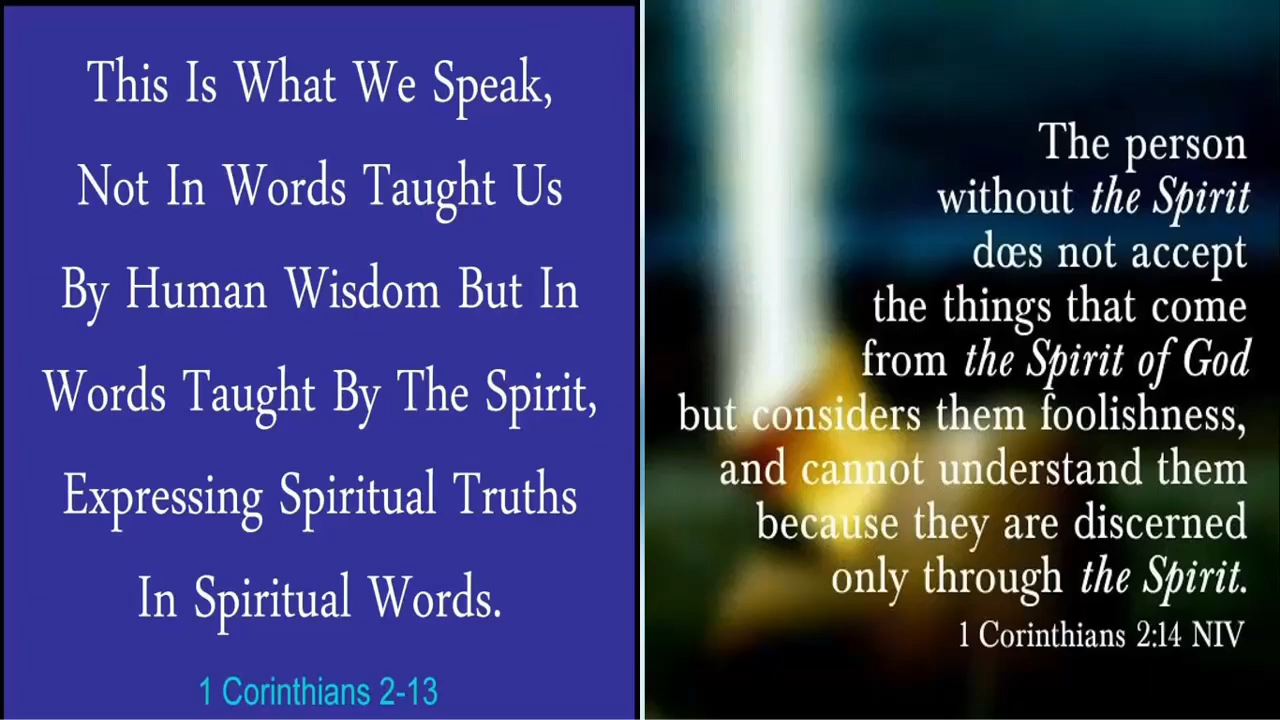 This Is What We Speak,
Not In Words Taught Us
By Human Wisdom But In
Words Taught By The Spirit,
Expressing Spiritual Truths
In Spiritual Words.
1 Corinthians 2-13
The person
without the Spirit
dœs not accept
the things that come
from the Spirit of God
but considers them foolishness,
and cannot understand them
because they are discerned
only through the Spirit.
1 Corinthians 2:14 NIV